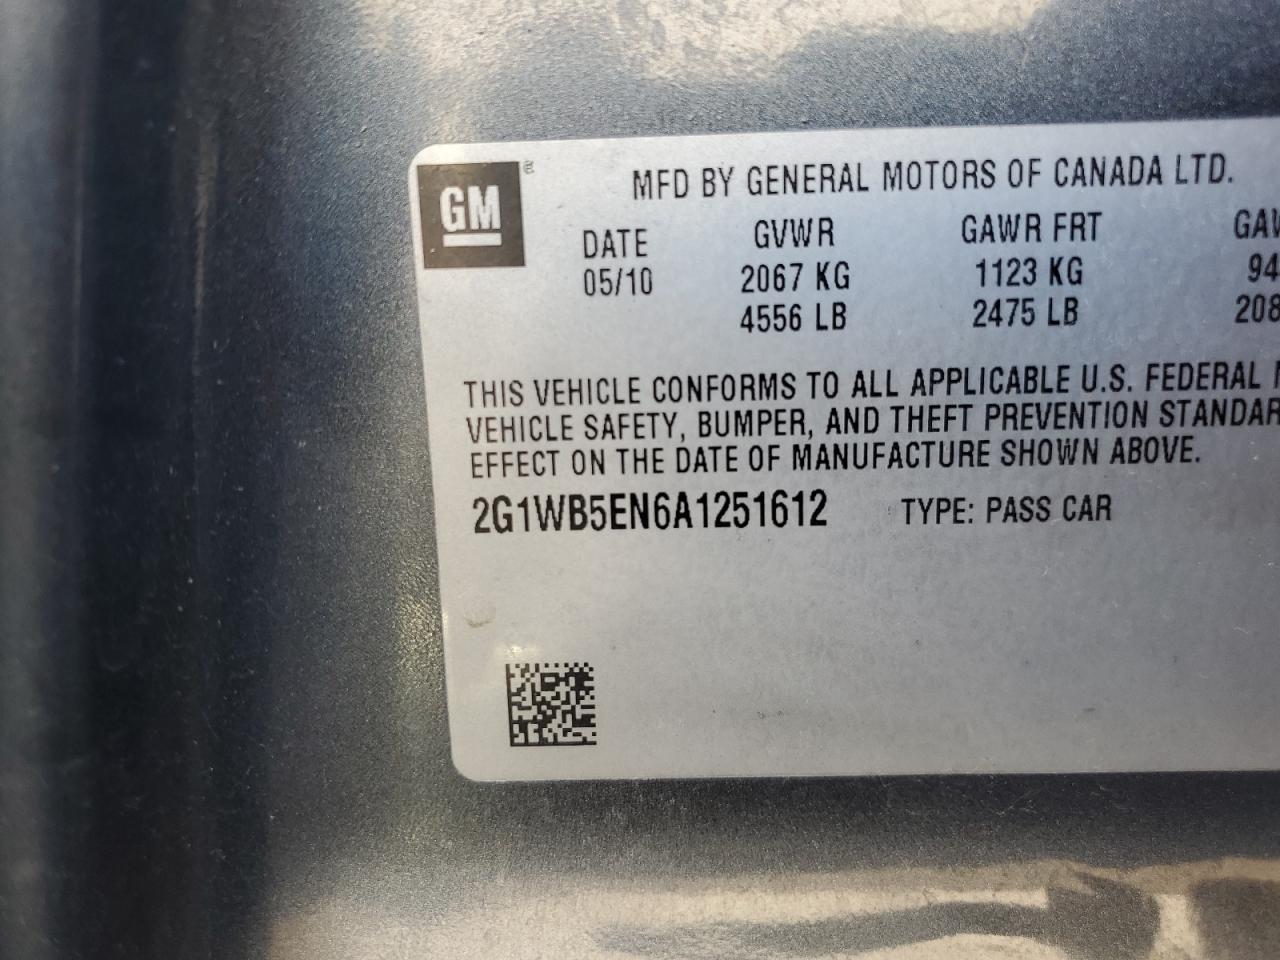 GM
MFD BY GENERAL MOTORS OF CANADA LTD.
DATE GVWR GAWR FRT
05/10 2067 KG 1123 KG
4556 LB 2475 LB
THIS VEHICLE CONFORMS TO ALL APPLICABLE U.S. FEDERAL
VEHICLE SAFETY, BUMPER, AND THEFT PREVENTION STANDAR
EFFECT ON THE DATE OF MANUFACTURE SHOWN ABOVE.
2G1WB5EN6A1251612 TYPE: PASS CAR